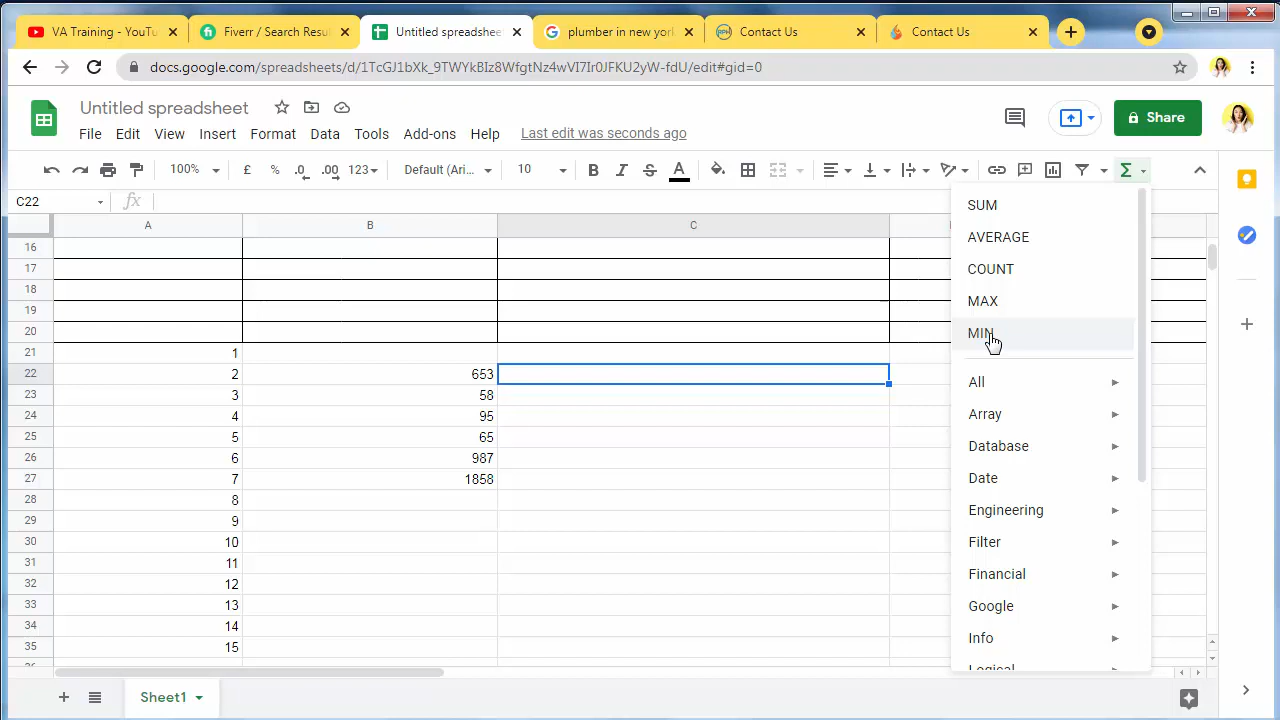 VA Training - YouTu
Fiverr / Search Resul
Untitled spreadshee
plumber in new york
Contact Us
Contact Us
docs.google.com/spreadsheets/d/1TcGJ1bXk_9TWYkBIz8WfotNz4wVI7Ir0JFKU2yW-fdU/edit#gid=0
Untitled spreadsheet
File Edit View Insert Format Data Tools Add-ons Help Last edit was seconds ago
Share
100% £ % .0 .00 123 Default (Ari... 10 B I S A Σ
C22 fx
A B C
16
17
18
19
20
21 1
22 2 653
23 3 58
24 4 95
25 5 65
26 6 987
27 7 1858
28 8
29 9
30 10
31 11
32 12
33 13
34 14
35 15
SUM
AVERAGE
COUNT
MAX
MIN
All
Array
Database
Date
Engineering
Filter
Financial
Google
Info
Logical
Sheet1